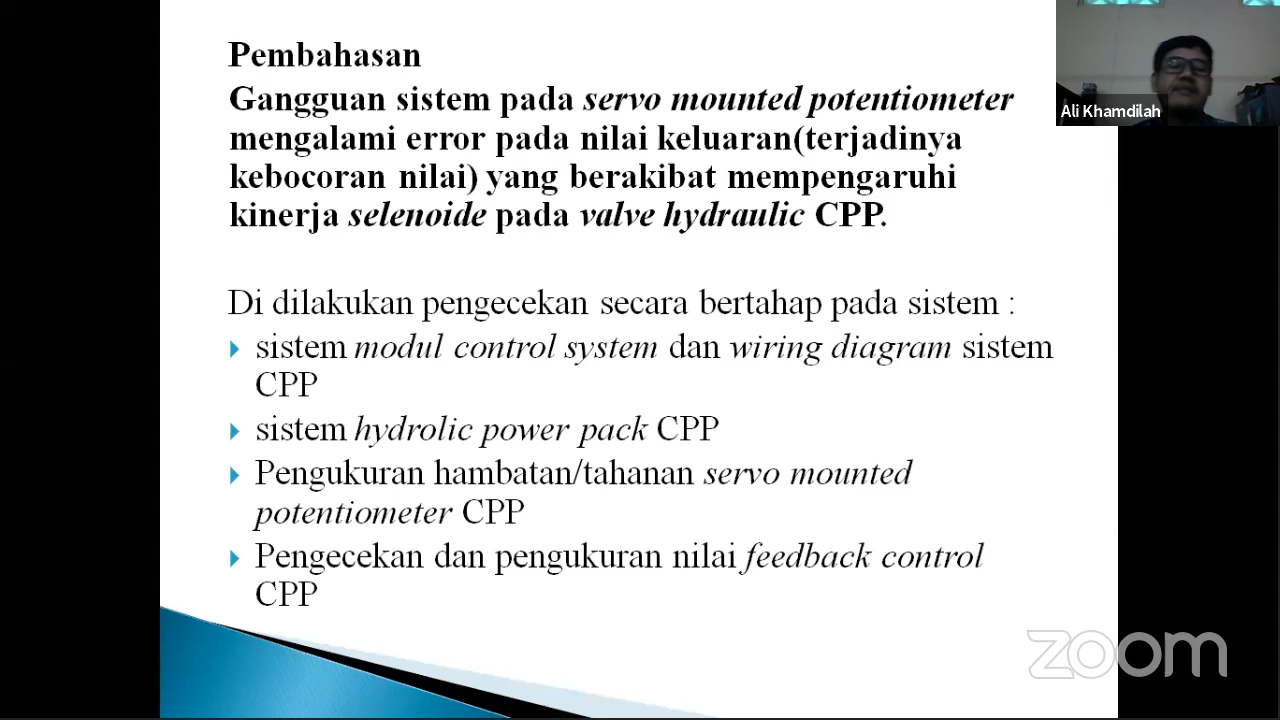 Pembahasan
Gangguan sistem pada servo mounted potentiometer
mengalami error pada nilai keluaran(terjadinya
kebocoran nilai) yang berakibat mempengaruhi
kinerja selenoide pada valve hydraulic CPP.
Di dilakukan pengecekan secara bertahap pada sistem :
sistem modul control system dan wiring diagram sistem
CPP
sistem hydrolic power pack CPP
Pengukuran hambatan/tahanan servo mounted
potentiometer CPP
Pengecekan dan pengukuran nilai feedback control
CPP
Ali Khamdilah
zoom